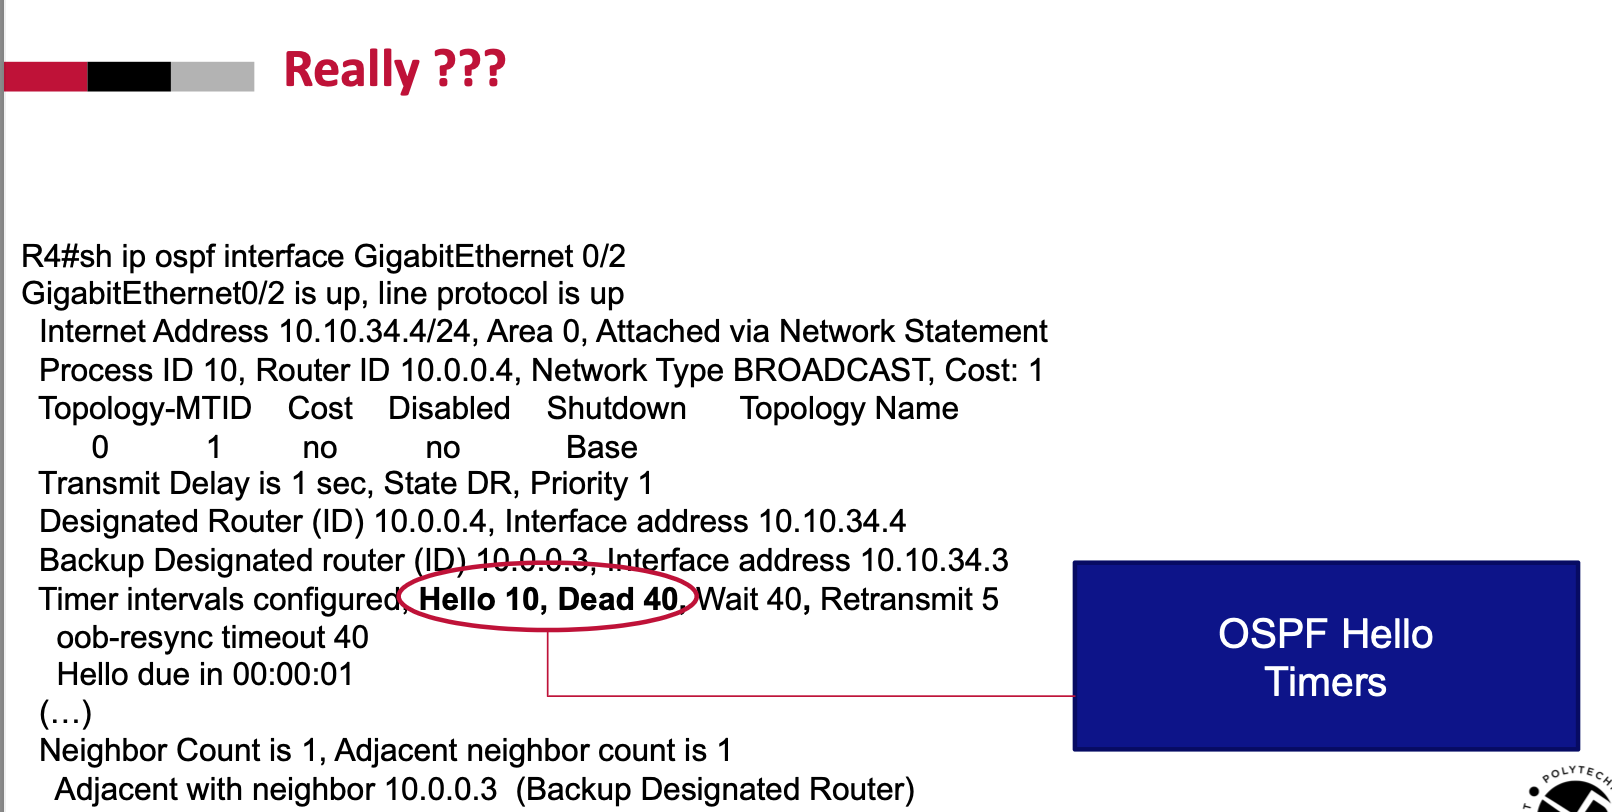 Really ???
R4#sh ip ospf interface GigabitEthernet 0/2
GigabitEthernet0/2 is up, line protocol is up
Internet Address 10.10.34.4/24, Area 0, Attached via Network Statement
Process ID 10, Router ID 10.0.0.4, Network Type BROADCAST, Cost: 1
Topology-MTID Cost Disabled Shutdown Topology Name
0 1 no no Base
Transmit Delay is 1 sec, State DR, Priority 1
Designated Router (ID) 10.0.0.4, Interface address 10.10.34.4
Backup Designated router (ID) 10.0.0.3, Interface address 10.10.34.3
Timer intervals configured, Hello 10, Dead 40, Wait 40, Retransmit 5
oob-resync timeout 40
Hello due in 00:00:01
(…)
Neighbor Count is 1, Adjacent neighbor count is 1
Adjacent with neighbor 10.0.0.3 (Backup Designated Router)
OSPF Hello
Timers